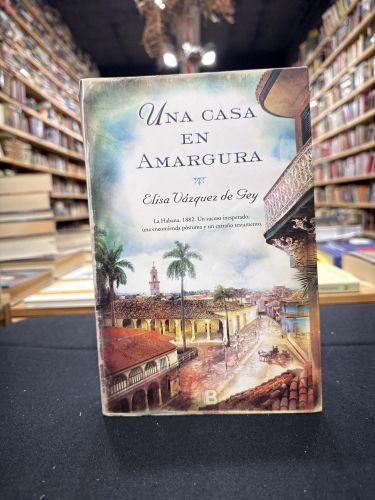 UNA CASA
EN
AMARGURA
Elisa Vázquez de Gey
La Habana, 1882. Un suceso inesperado,
una encomienda póstuma y un extraño testamento.
B